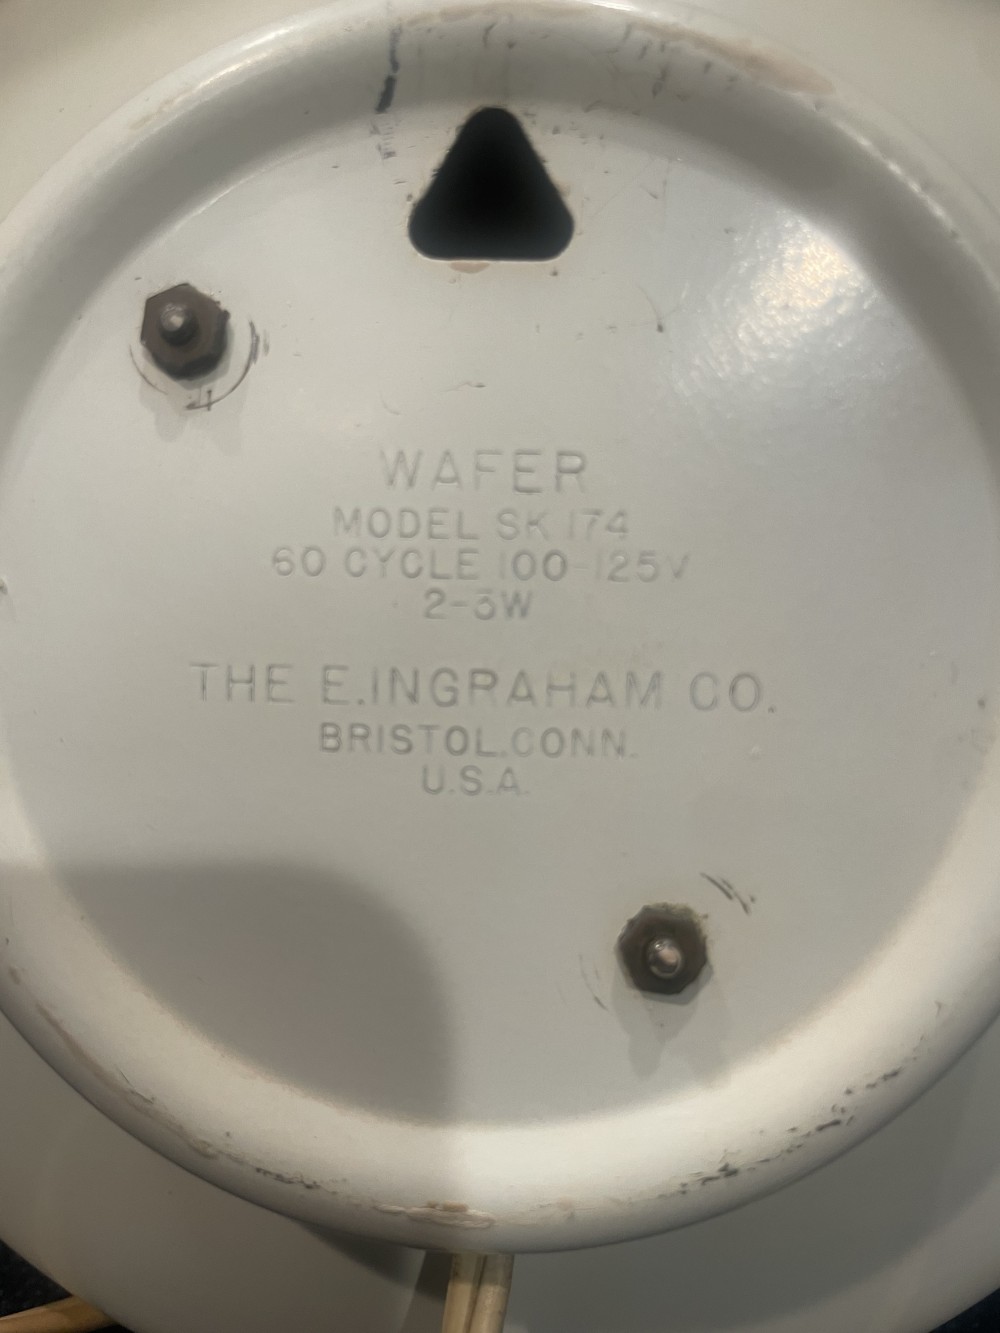 WAFER
MODEL SK 174
60 CYCLE 100-125V
2-3W
THE E.INGRAHAM CO.
BRISTOL.CONN.
U.S.A.